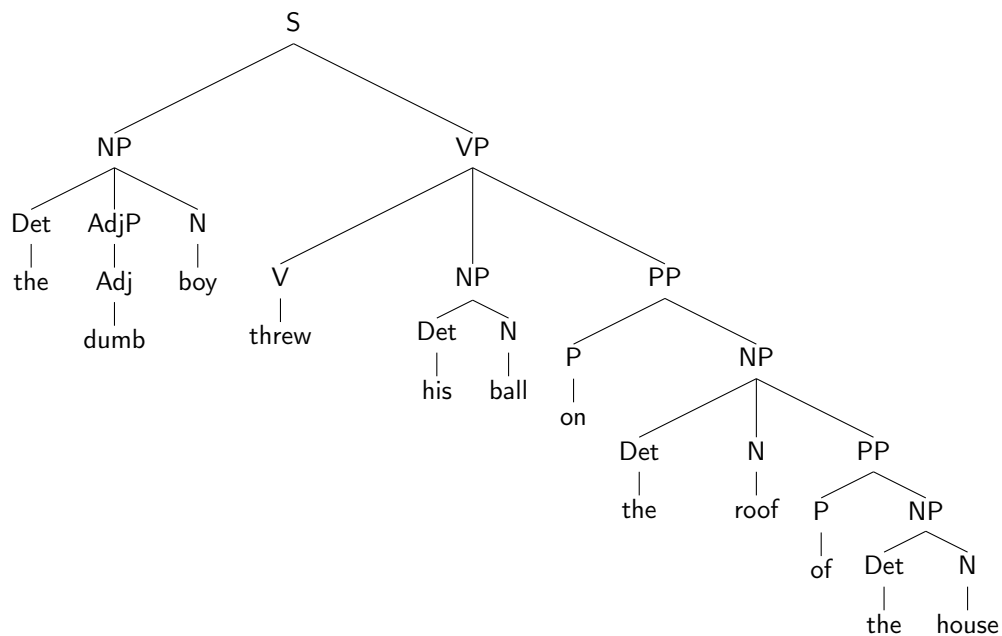 S
NP VP
Det AdjP N
the Adj boy V NP PP
dumb threw Det N P NP
his ball on
Det N PP
the roof P NP
of Det N
the house